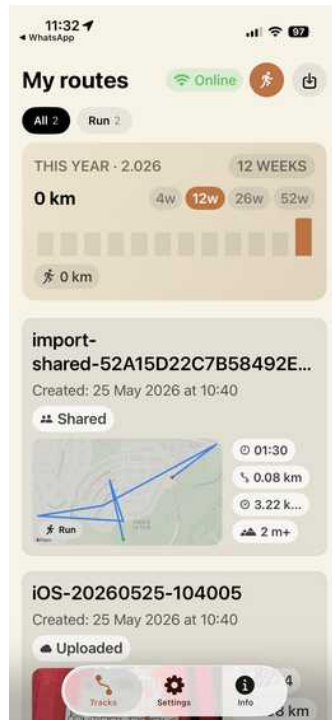 11:32
WhatsApp
97
My routes
Online
All 2
Run 2
THIS YEAR · 2.026
12 WEEKS
0 km
4w
12w
26w
52w
0 km
import-
shared-52A15D22C7B58492E...
Created: 25 May 2026 at 10:40
Shared
01:30
0.08 km
3.22 k...
2 m+
Run
iOS-20260525-104005
Created: 25 May 2026 at 10:40
Uploaded
Tracks
Settings
Info
km